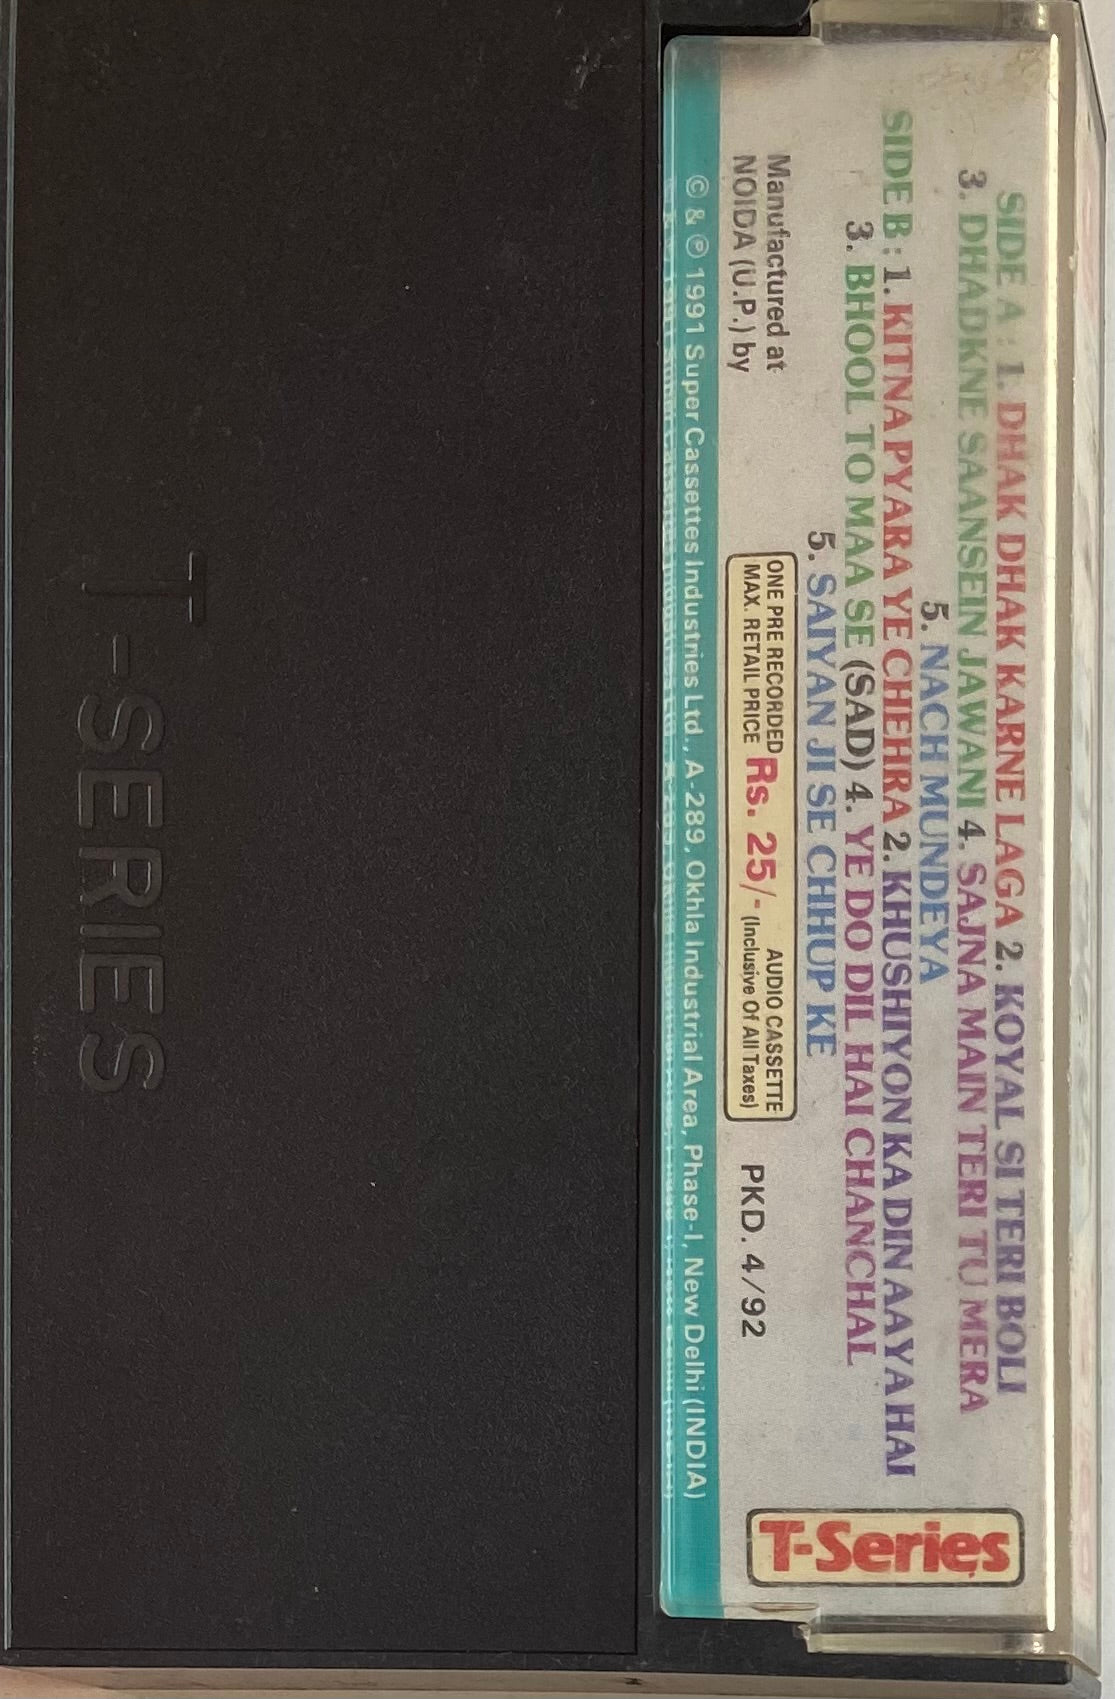 SIDE A : 1. DHAK DHAK KARNE LAGA 2. KOYAL SI TERI BOLI
3. DHADKNE SAANSEIN JAWANI 4. SAJNA MAIN TERI TU MERA
5. NACH MUNDEYA
SIDE B : 1. KITNA PYARA YE CHEHRA 2. KHUSHIYON KA DIN AAYA HAI
3. BHOOL TO MAA SE (SAD) 4. YE DO DIL HAI CHANCHAL
5. SAIYAN JI SE CHHUP KE
Manufactured at
NOIDA (U.P.) by
ONE PRE RECORDED
MAX. RETAIL PRICE
Rs. 25/-
AUDIO CASSETTE
(Inclusive Of All Taxes)
PKD. 4/92
T-Series
© & ℗ 1991 Super Cassettes Industries Ltd., A-289, Okhla Industrial Area, Phase-I, New Delhi (INDIA)
T-SERIES